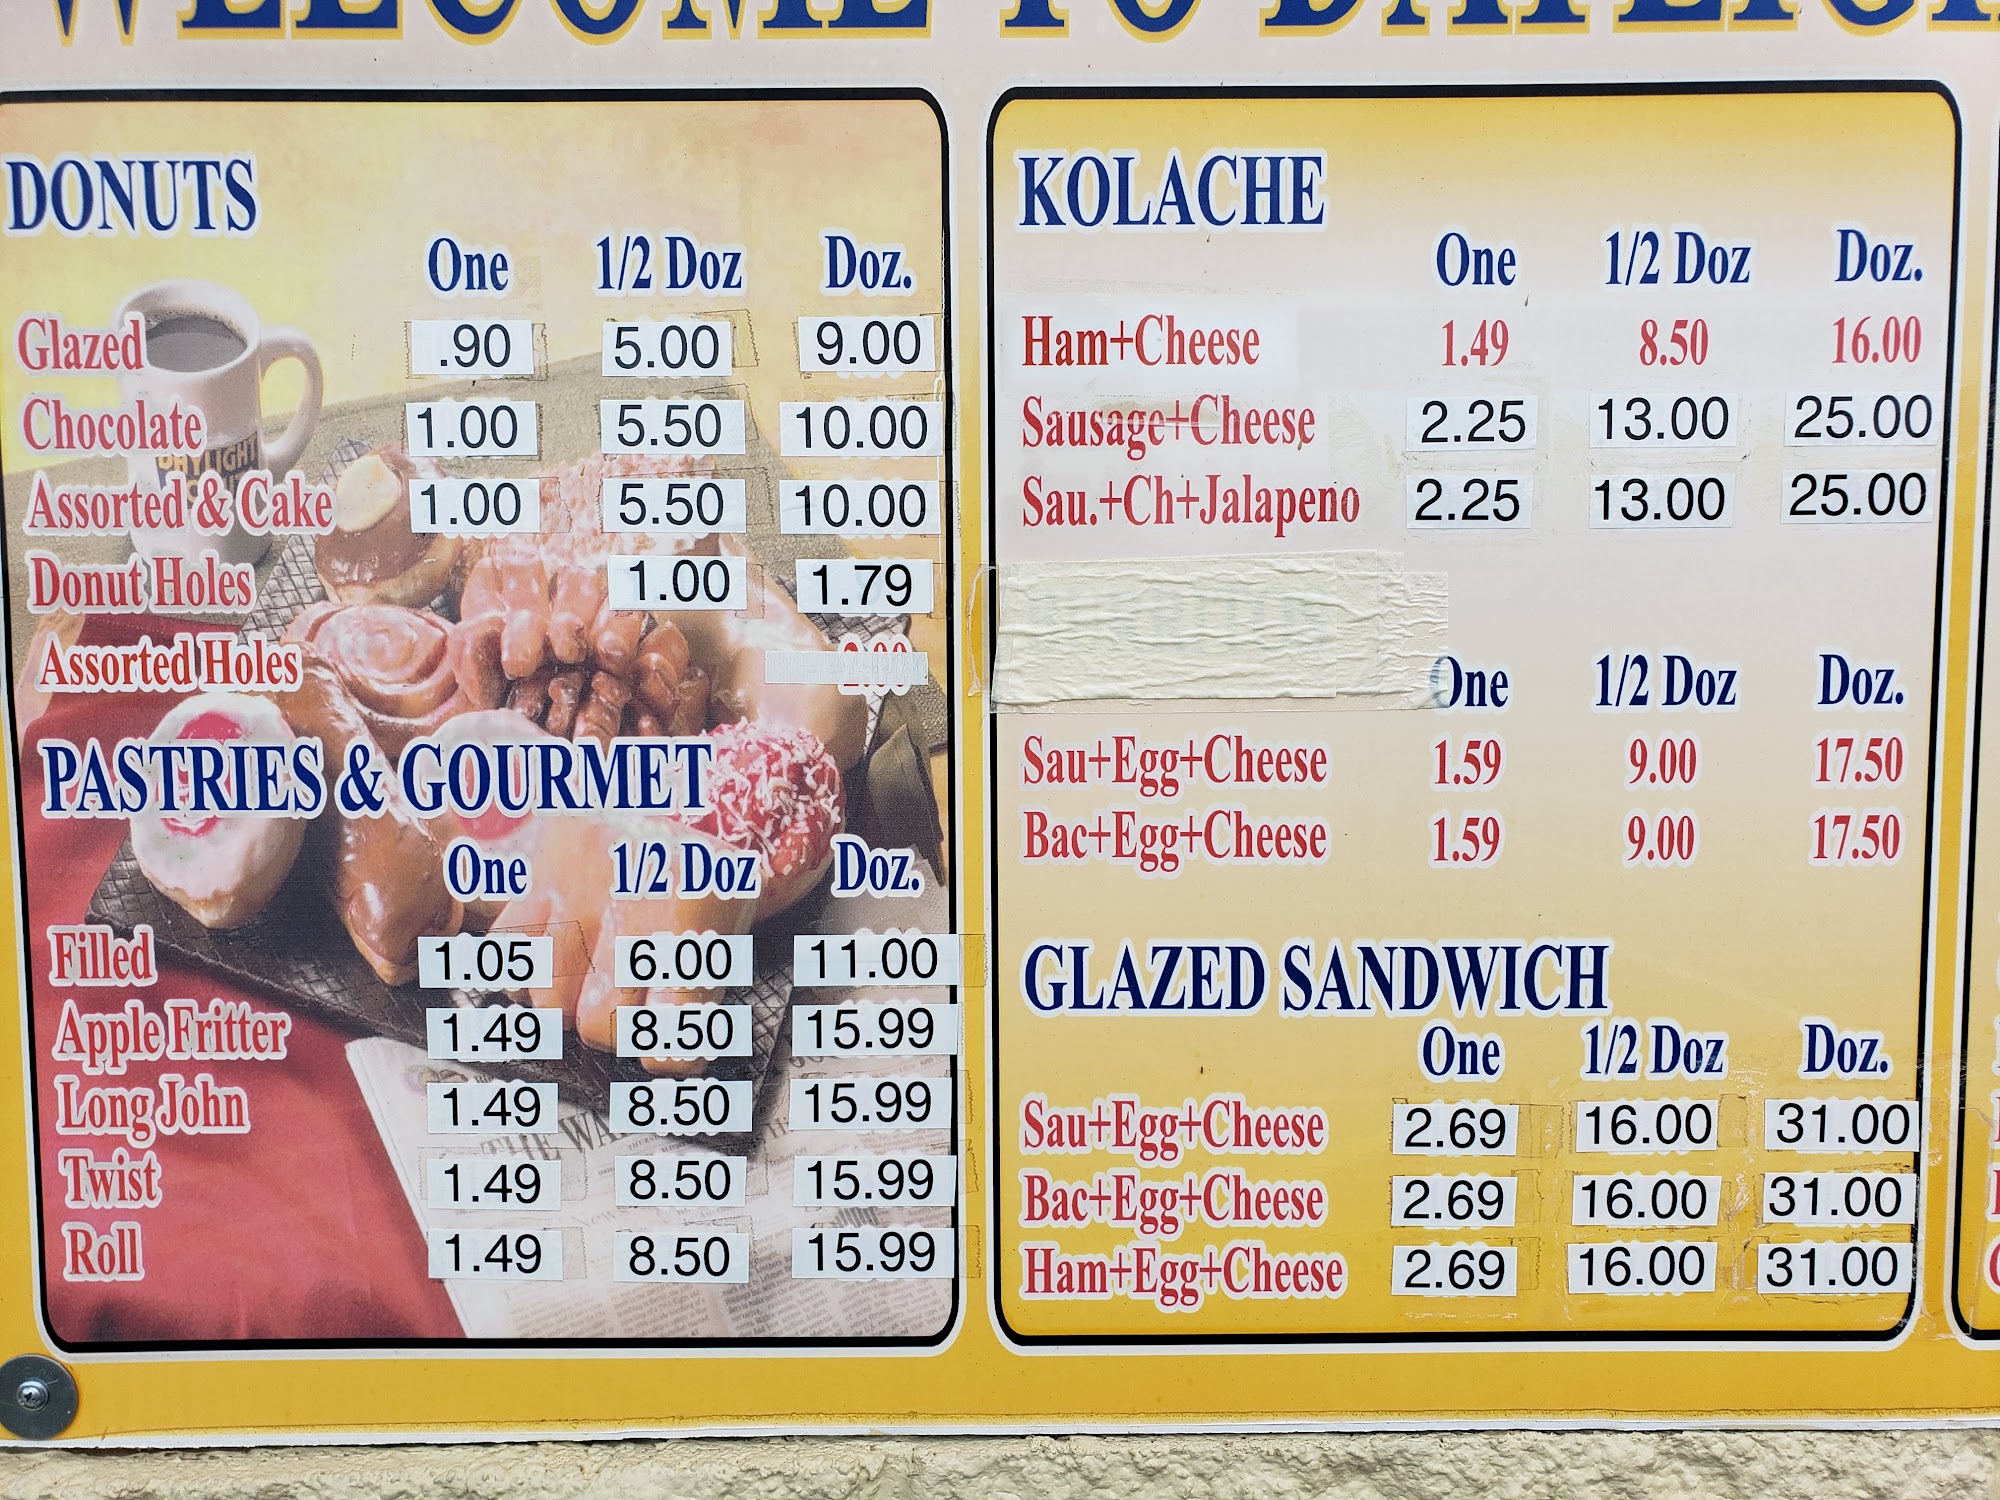 WELCOME TO DAYLIGH
DONUTS
One 1/2 Doz Doz.
Glazed .90 5.00 9.00
Chocolate 1.00 5.50 10.00
Assorted & Cake 1.00 5.50 10.00
Donut Holes 1.00 1.79
Assorted Holes 2.00
DAYLIGHT
PASTRIES & GOURMET
One 1/2 Doz Doz.
Filled 1.05 6.00 11.00
Apple Fritter 1.49 8.50 15.99
Long John 1.49 8.50 15.99
Twist 1.49 8.50 15.99
Roll 1.49 8.50 15.99
THE WA
KOLACHE
One 1/2 Doz Doz.
Ham+Cheese 1.49 8.50 16.00
Sausage+Cheese 2.25 13.00 25.00
Sau.+Ch+Jalapeno 2.25 13.00 25.00
One 1/2 Doz Doz.
Sau+Egg+Cheese 1.59 9.00 17.50
Bac+Egg+Cheese 1.59 9.00 17.50
GLAZED SANDWICH
One 1/2 Doz Doz.
Sau+Egg+Cheese 2.69 16.00 31.00
Bac+Egg+Cheese 2.69 16.00 31.00
Ham+Egg+Cheese 2.69 16.00 31.00